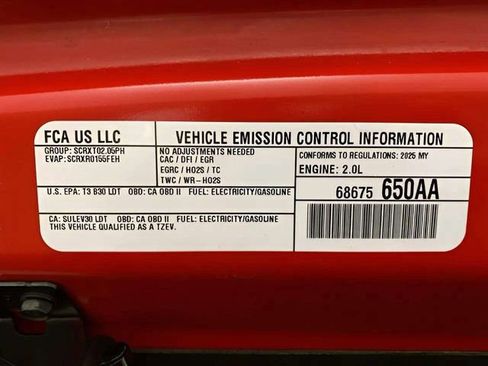 FCA US LLC
VEHICLE EMISSION CONTROL INFORMATION
GROUP: SCRXT02.05PH
EVAP: SCRXR0155FEH
NO ADJUSTMENTS NEEDED
CAC / DFI / EGR
EGRC / HO2S / TC
TWC / WR-HO2S
CONFORMS TO REGULATIONS: 2025 MY
ENGINE: 2.0L
U.S. EPA: T3 B30 LDT OBD: CA OBD II FUEL: ELECTRICITY/GASOLINE
68675 650AA
CA: SULEV30 LDT OBD: CA OBD II FUEL: ELECTRICITY/GASOLINE
THIS VEHICLE QUALIFIED AS A TZEV.